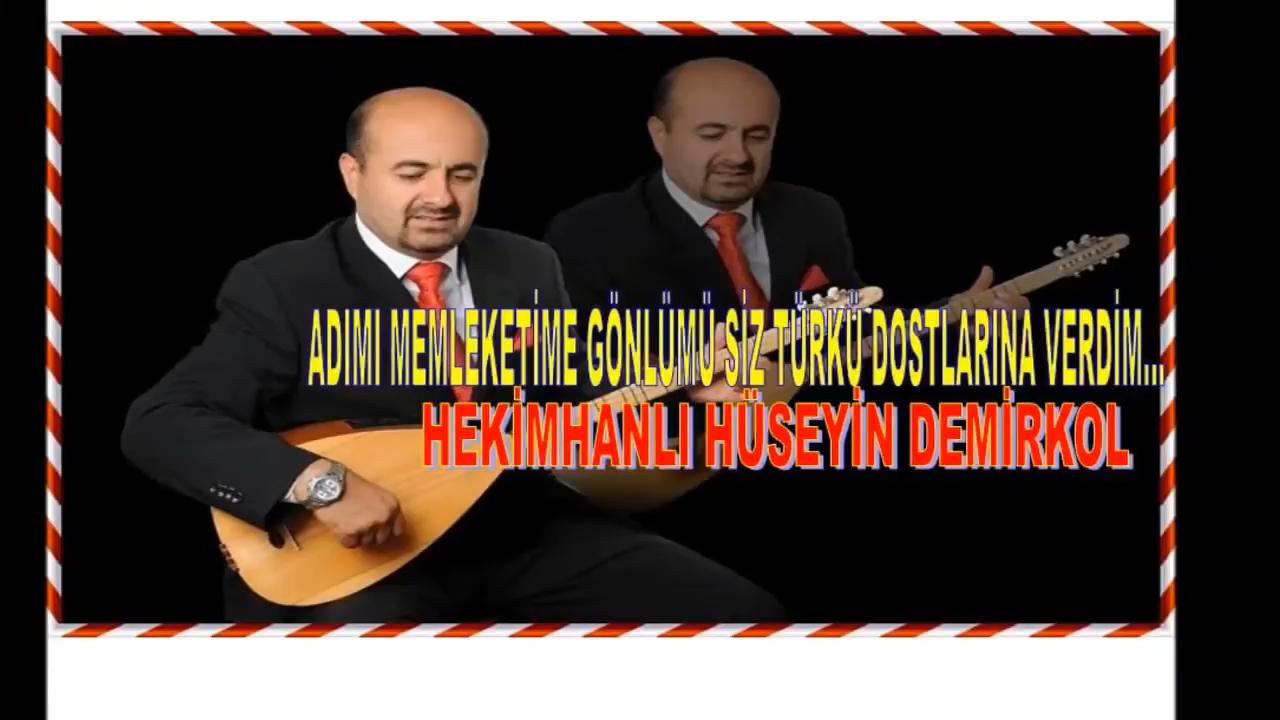 ADIMI MEMLEKETİME GÖNLÜMÜ SİZ TÜRKÜ DOSTLARINA VERDİM...
HEKİMHANLI HÜSEYİN DEMİRKOL